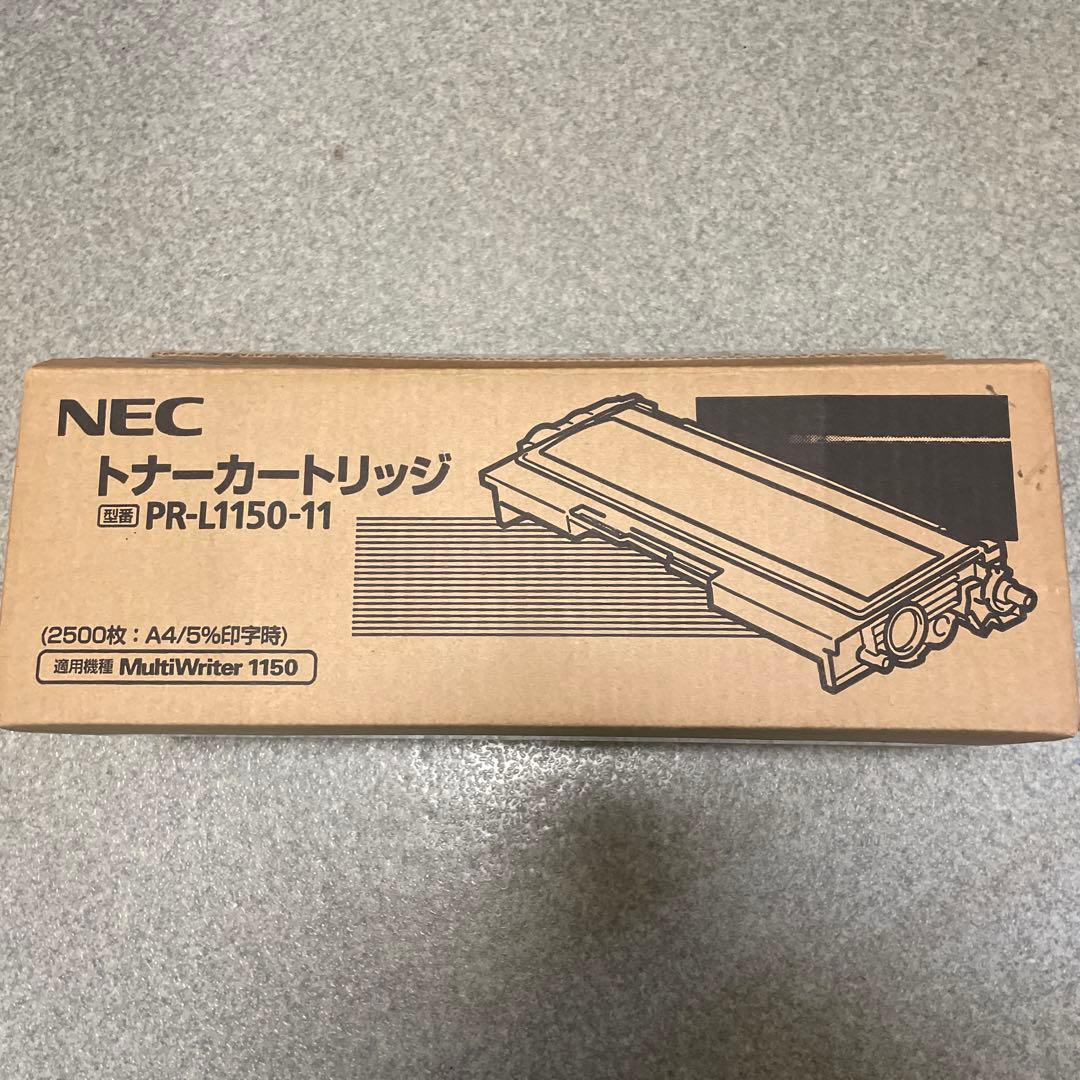 NEC
トナーカートリッジ
型番 PR-L1150-11
(2500枚：A4/5%印字時)
適用機種 MultiWriter 1150